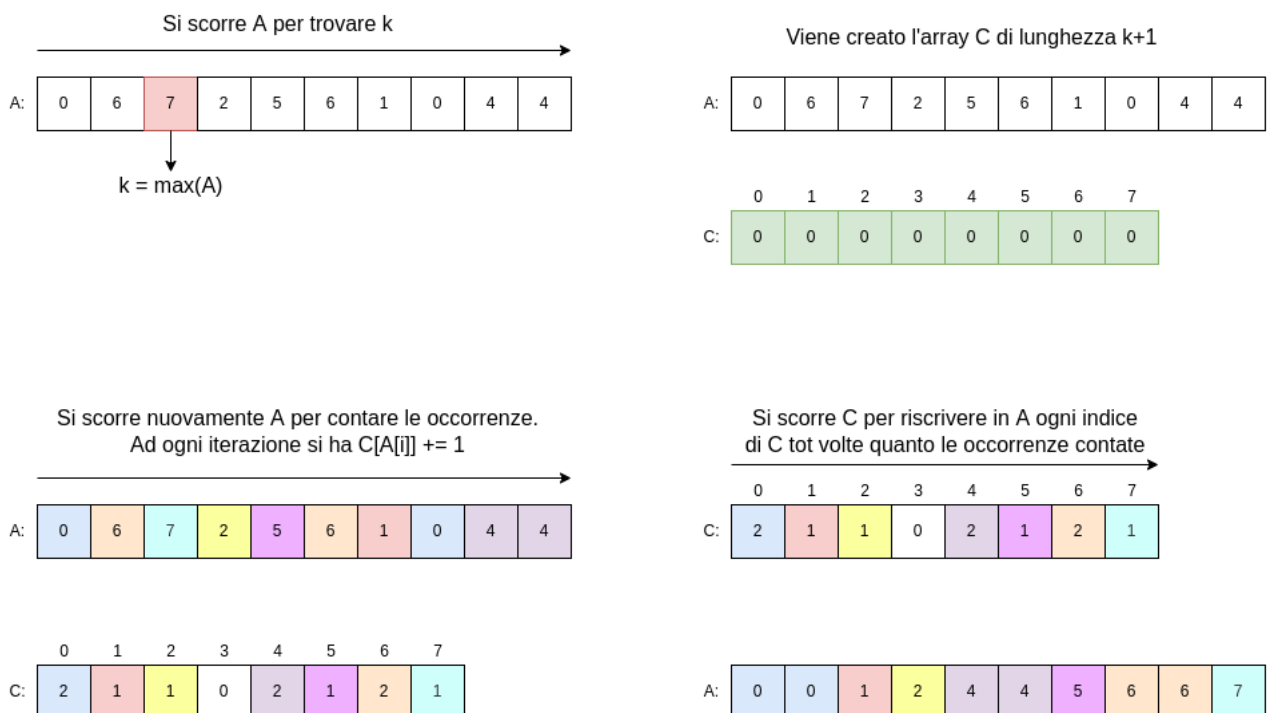 Si scorre A per trovare k
A: 0 6 7 2 5 6 1 0 4 4
k = max(A)
Viene creato l'array C di lunghezza k+1
A: 0 6 7 2 5 6 1 0 4 4
0 1 2 3 4 5 6 7
C: 0 0 0 0 0 0 0 0
Si scorre nuovamente A per contare le occorrenze.
Ad ogni iterazione si ha C[A[i]] += 1
A: 0 6 7 2 5 6 1 0 4 4
0 1 2 3 4 5 6 7
C: 2 1 1 0 2 1 2 1
Si scorre C per riscrivere in A ogni indice
di C tot volte quanto le occorrenze contate
0 1 2 3 4 5 6 7
C: 2 1 1 0 2 1 2 1
A: 0 0 1 2 4 4 5 6 6 7